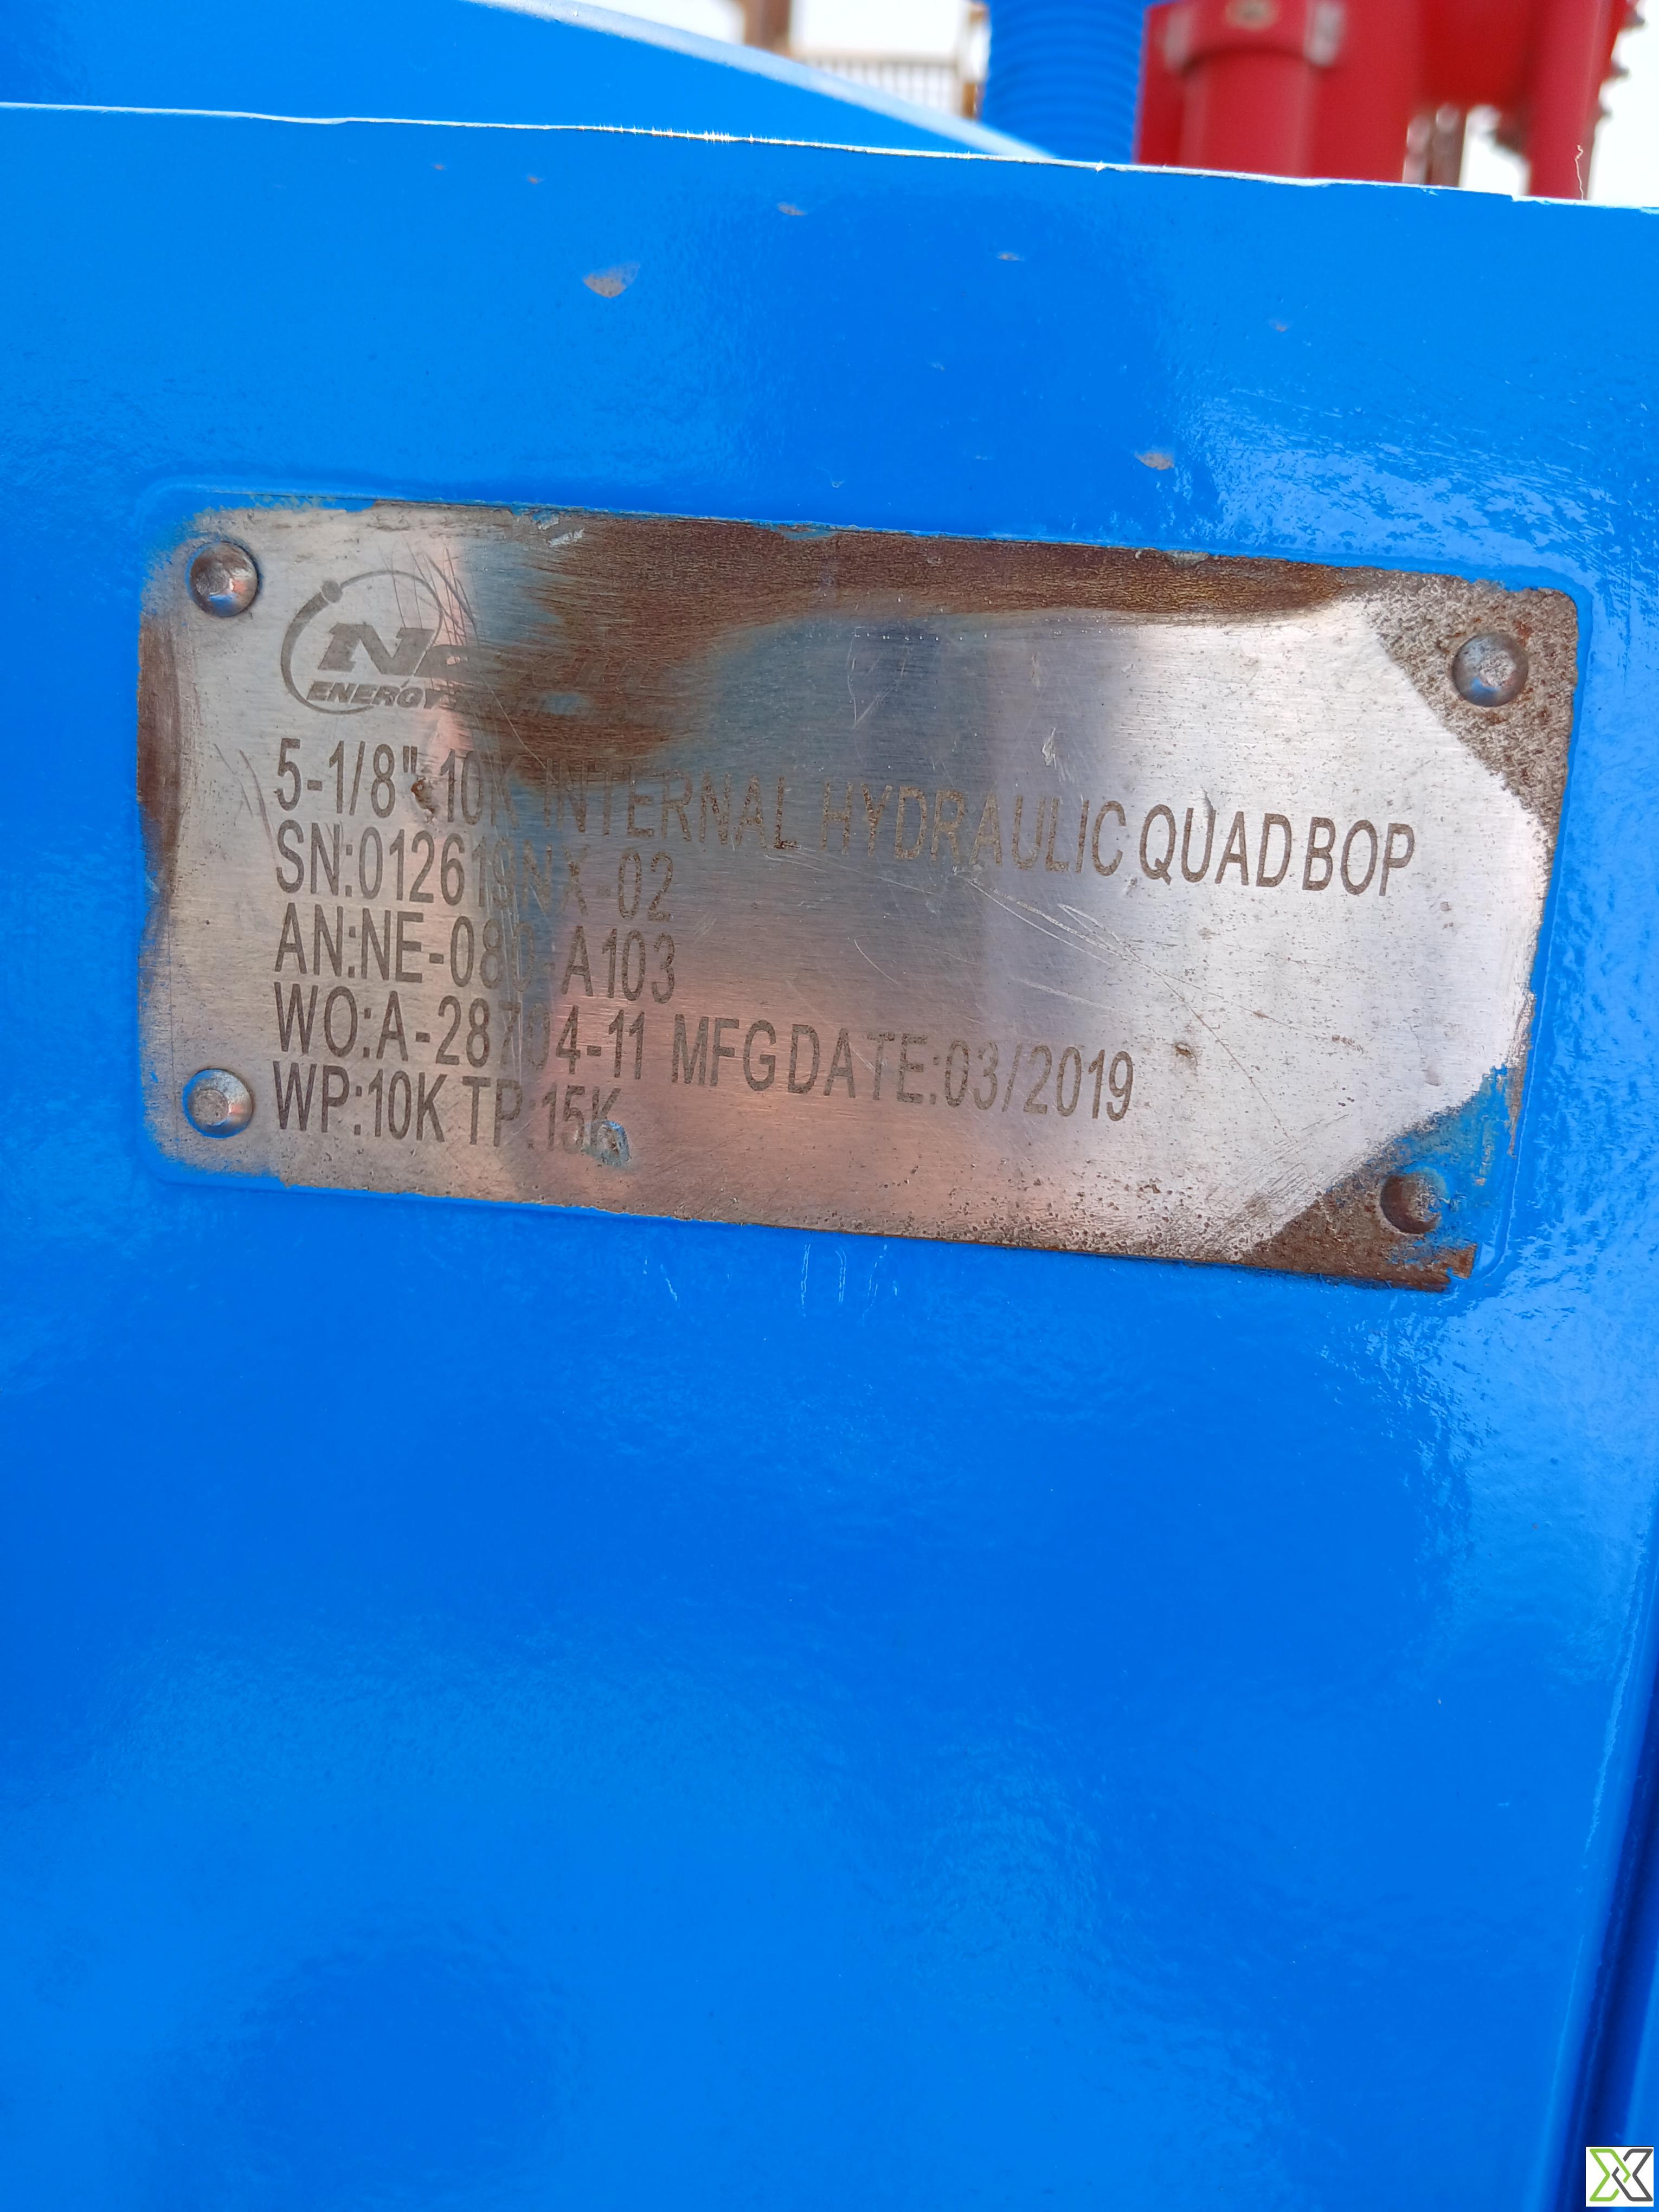 ENERGY
5-1/8" 10K INTERNAL HYDRAULIC QUAD BOP
SN:012619NX-02
AN:NE-080-A103
WO:A-28704-11 MFG DATE:03/2019
WP:10K TP:15K